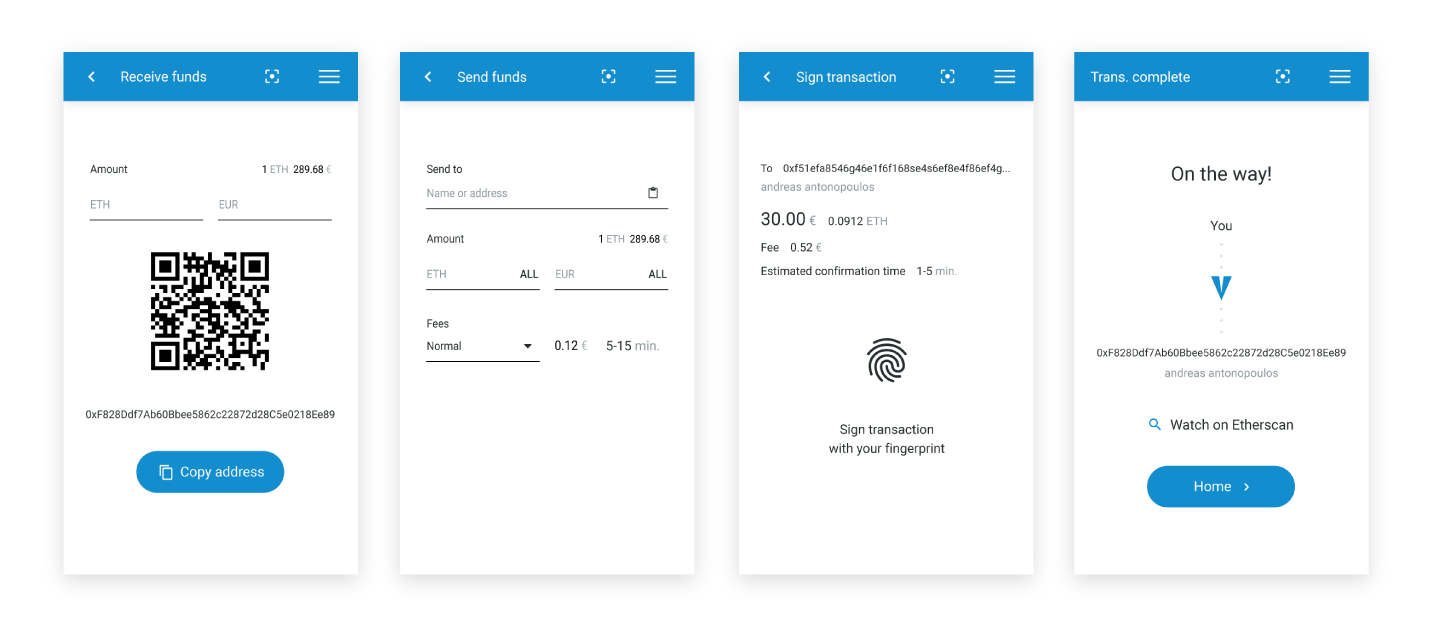 Receive funds
Amount
1 ETH 289.68 €
ETH
EUR
0xF828Ddf7Ab60Bbee5862c22872d28C5e0218Ee89
Copy address
Send funds
Send to
Name or address
Amount
1 ETH 289.68 €
ETH ALL
EUR ALL
Fees
Normal
0.12 €
5-15 min.
Sign transaction
To 0xf51efa8546g46e1f6f168se4s6ef8e4f86ef4g...
andreas antonopoulos
30.00 € 0.0912 ETH
Fee 0.52 €
Estimated confirmation time 1-5 min.
Sign transaction
with your fingerprint
Trans. complete
On the way!
You
0xF828Ddf7Ab60Bbee5862c22872d28C5e0218Ee89
andreas antonopoulos
Watch on Etherscan
Home